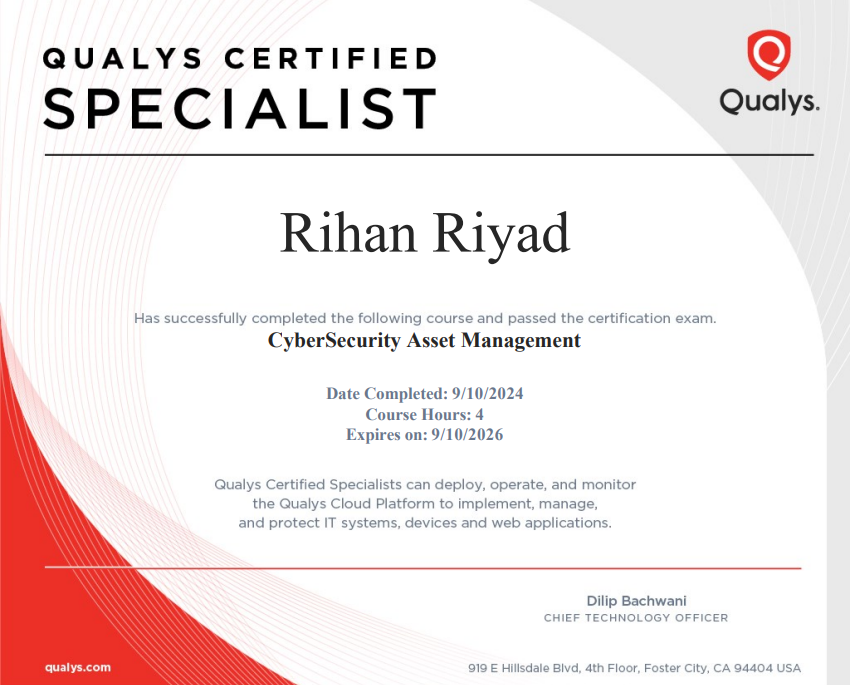 QUALYS CERTIFIED
SPECIALIST
Qualys.
Rihan Riyad
Has successfully completed the following course and passed the certification exam.
CyberSecurity Asset Management
Date Completed: 9/10/2024
Course Hours: 4
Expires on: 9/10/2026
Qualys Certified Specialists can deploy, operate, and monitor
the Qualys Cloud Platform to implement, manage,
and protect IT systems, devices and web applications.
Dilip Bachwani
CHIEF TECHNOLOGY OFFICER
qualys.com
919 E Hillsdale Blvd, 4th Floor, Foster City, CA 94404 USA